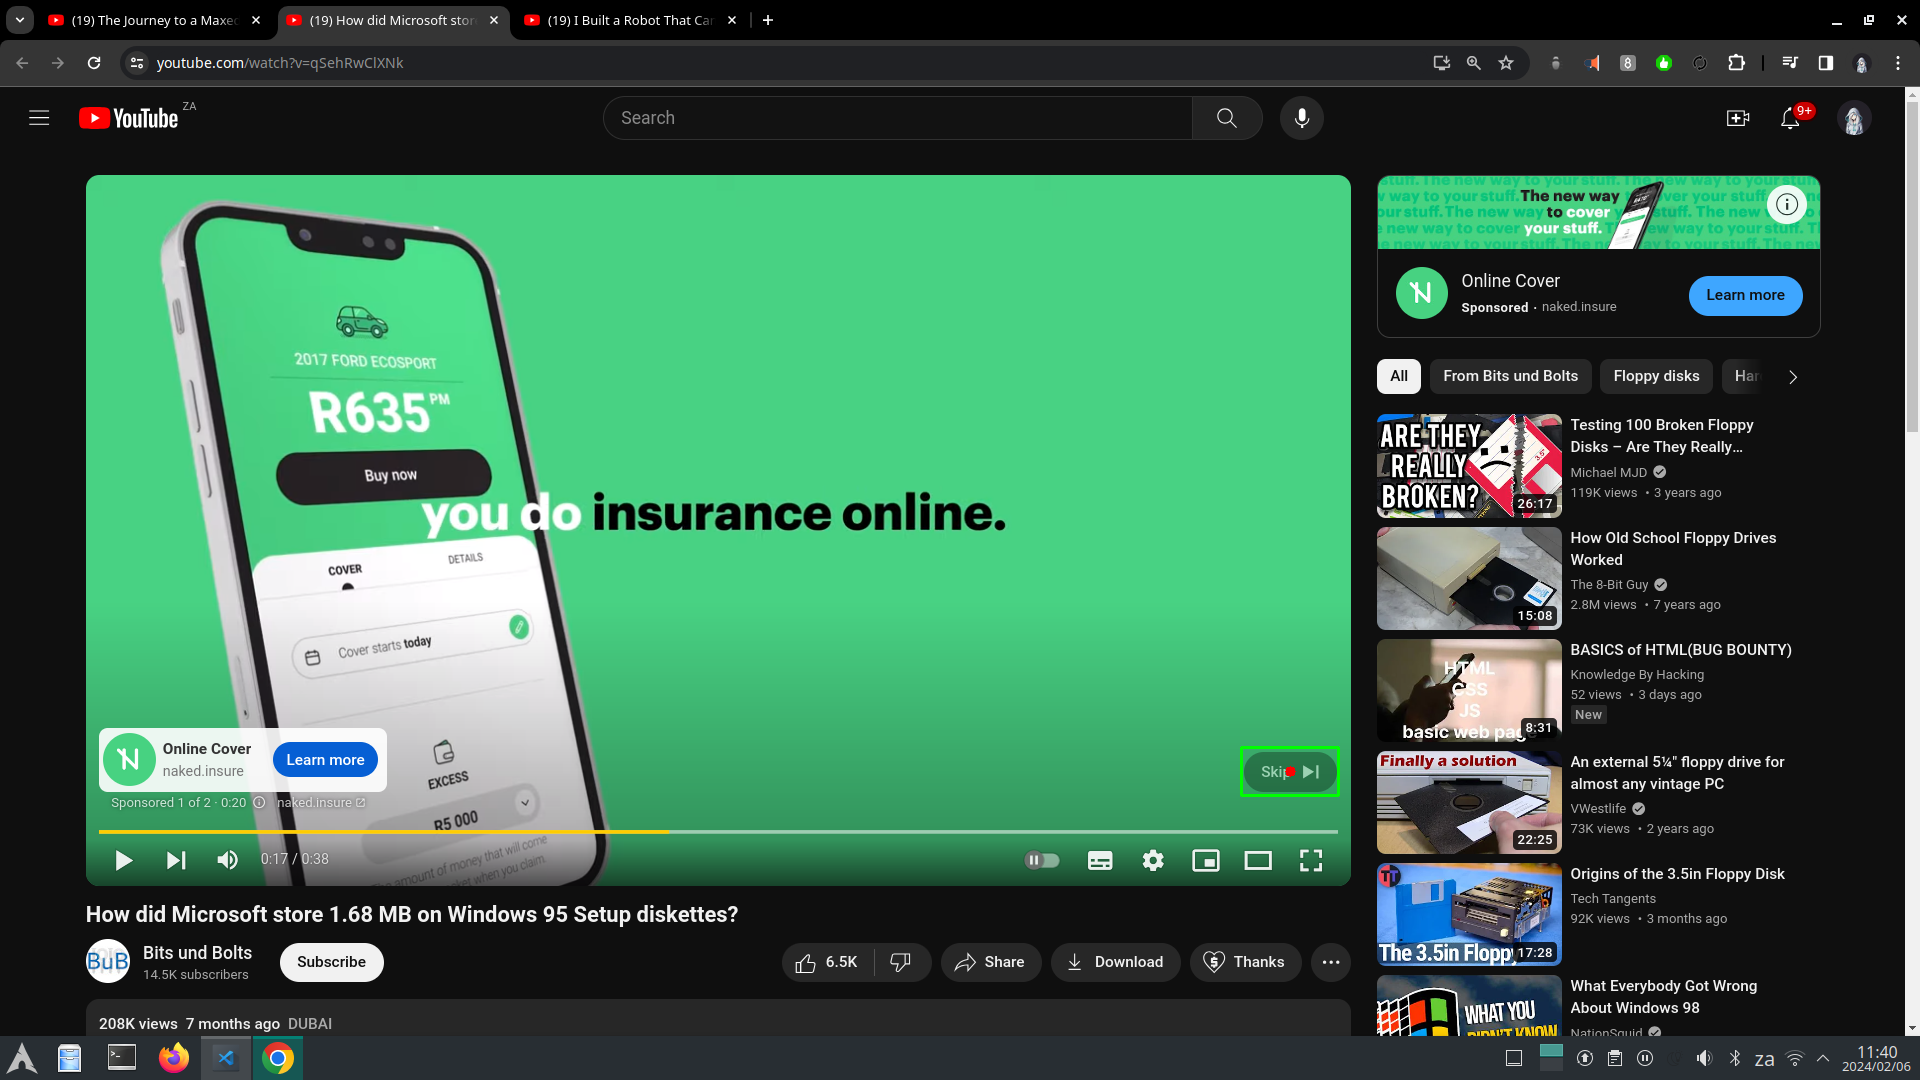 (19) The Journey to a Maxed
(19) How did Microsoft stor
(19) I Built a Robot That Can
youtube.com/watch?v=qSehRwClXNk
YouTube ZA
Search
9+
2017 FORD ECOSPORT
R635 PM
Buy now
you do insurance online.
COVER
DETAILS
Cover starts today
EXCESS
R5 000
amount of money that will come
when you claim.
Online Cover
naked.insure
Learn more
Sponsored 1 of 2 · 0:20 naked.insure
Skip
0:17 / 0:38
How did Microsoft store 1.68 MB on Windows 95 Setup diskettes?
Bits und Bolts
14.5K subscribers
Subscribe
6.5K
Share
Download
Thanks
208K views 7 months ago DUBAI
The new way
to cover
your stuff.
Online Cover
Sponsored · naked.insure
Learn more
All
From Bits und Bolts
Floppy disks
ARE THEY
REALLY
BROKEN?
26:17
Testing 100 Broken Floppy
Disks – Are They Really…
Michael MJD
119K views • 3 years ago
15:08
How Old School Floppy Drives
Worked
The 8-Bit Guy
2.8M views • 7 years ago
HTML
CSS
JS
basic web page
8:31
BASICS of HTML(BUG BOUNTY)
Knowledge By Hacking
52 views • 3 days ago
New
Finally a solution
22:25
An external 5¼" floppy drive for
almost any vintage PC
VWestlife
73K views • 2 years ago
TT
The 3.5in Floppy
17:28
Origins of the 3.5in Floppy Disk
Tech Tangents
92K views • 3 months ago
WHAT YOU
DIDN'T KNOW
What Everybody Got Wrong
About Windows 98
NationSquid
za
11:40
2024/02/06